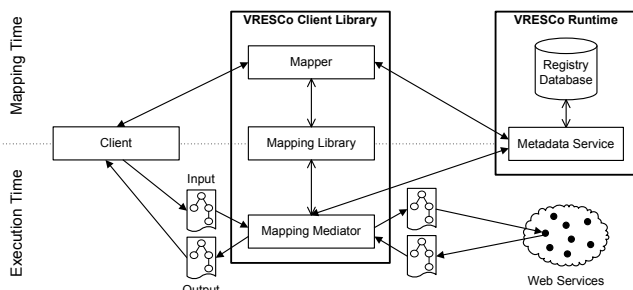 VRESCo Client Library
VRESCo Runtime
Mapping Time
Mapper
Registry
Database
Client
Mapping Library
Metadata Service
Execution Time
Input
Mapping Mediator
Output
Web Services